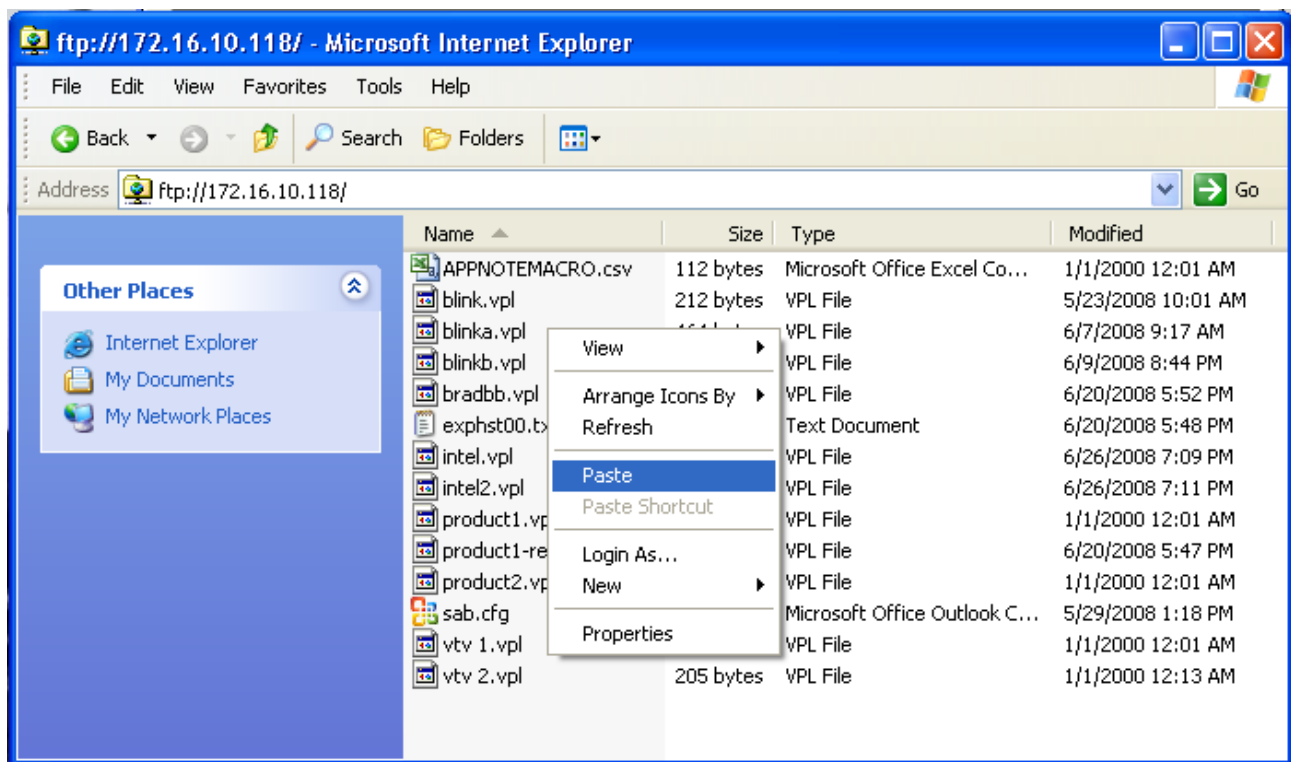 ftp://172.16.10.118/ - Microsoft Internet Explorer
File Edit View Favorites Tools Help
Back Search Folders
Address ftp://172.16.10.118/ Go
Name Size Type Modified
Other Places
Internet Explorer
My Documents
My Network Places
APPNOTEMACRO.csv 112 bytes Microsoft Office Excel Co... 1/1/2000 12:01 AM
blink.vpl 212 bytes VPL File 5/23/2008 10:01 AM
blinka.vpl VPL File 6/7/2008 9:17 AM
blinkb.vpl VPL File 6/9/2008 8:44 PM
bradbb.vpl VPL File 6/20/2008 5:52 PM
exphst00.tx Text Document 6/20/2008 5:48 PM
intel.vpl VPL File 6/26/2008 7:09 PM
intel2.vpl VPL File 6/26/2008 7:11 PM
product1.vp VPL File 1/1/2000 12:01 AM
product1-re VPL File 6/20/2008 5:47 PM
product2.vp VPL File 1/1/2000 12:01 AM
sab.cfg Microsoft Office Outlook C... 5/29/2008 1:18 PM
vtv 1.vpl VPL File 1/1/2000 12:01 AM
vtv 2.vpl 205 bytes VPL File 1/1/2000 12:13 AM
View
Arrange Icons By
Refresh
Paste
Paste Shortcut
Login As...
New
Properties